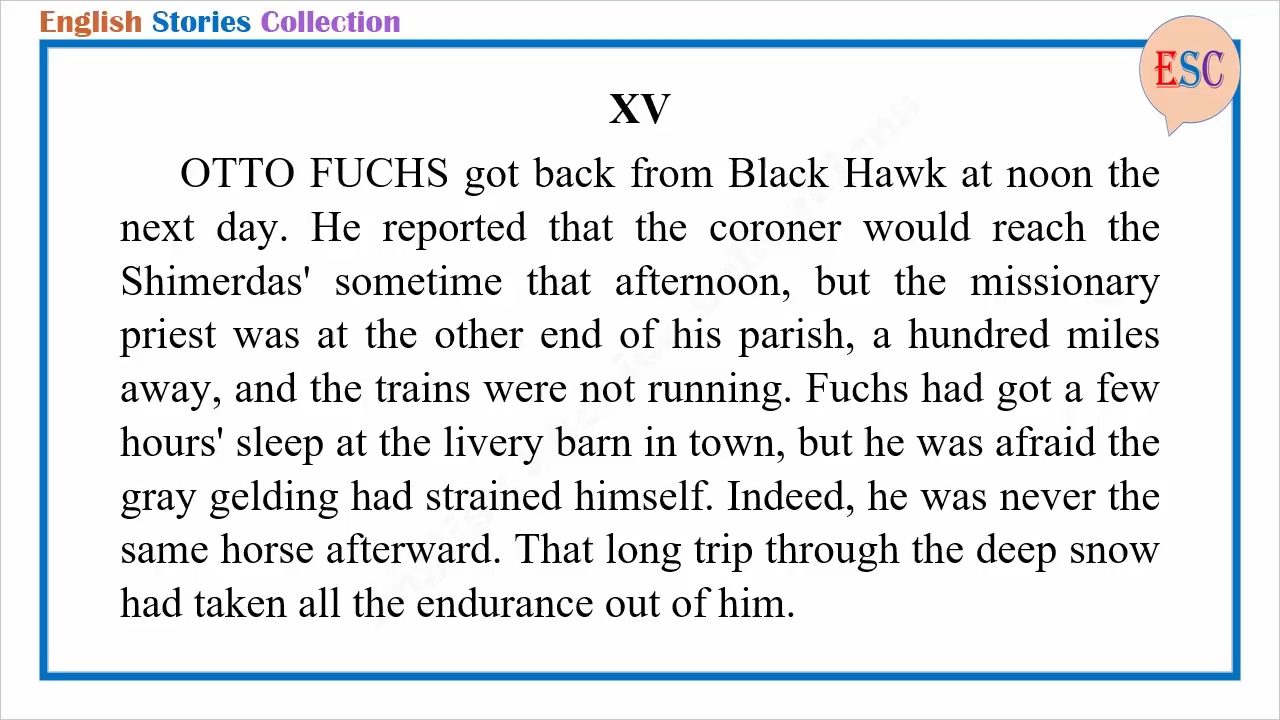 English Stories Collection
ESC
XV
OTTO FUCHS got back from Black Hawk at noon the
next day. He reported that the coroner would reach the
Shimerdas' sometime that afternoon, but the missionary
priest was at the other end of his parish, a hundred miles
away, and the trains were not running. Fuchs had got a few
hours' sleep at the livery barn in town, but he was afraid the
gray gelding had strained himself. Indeed, he was never the
same horse afterward. That long trip through the deep snow
had taken all the endurance out of him.